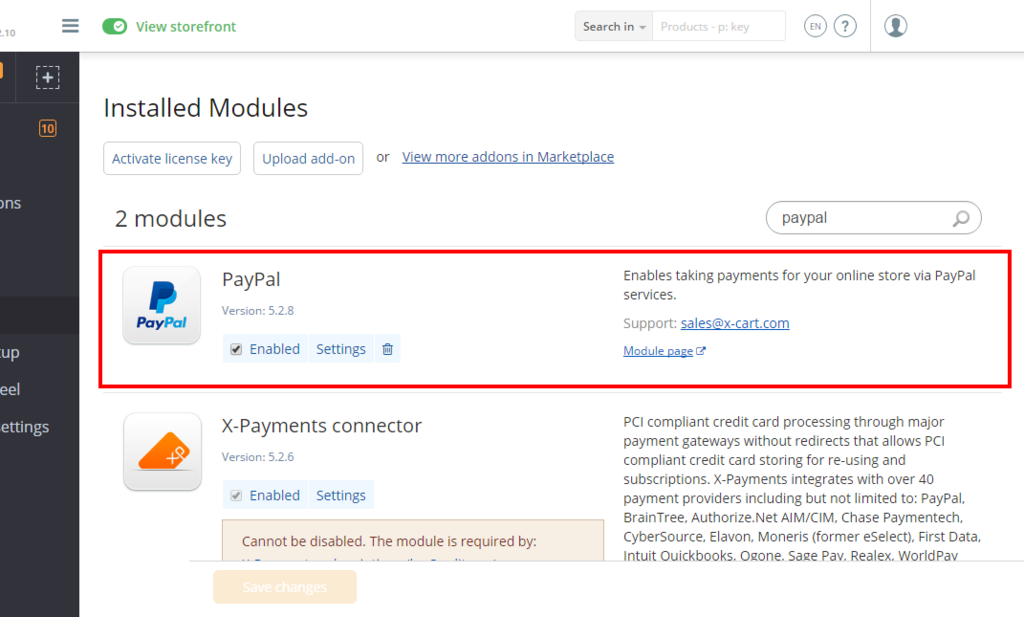 2.10
View storefront
Search in
Products - p: key
EN
?
10
Installed Modules
Activate license key
Upload add-on
or
View more addons in Marketplace
ons
2 modules
paypal
PayPal
PayPal
Version: 5.2.8
Enabled
Settings
Enables taking payments for your online store via PayPal
services.
Support: sales@x-cart.com
Module page
up
eel
ettings
xp
X-Payments connector
Version: 5.2.6
Enabled
Settings
Cannot be disabled. The module is required by:
PCI compliant credit card processing through major
payment gateways without redirects that allows PCI
compliant credit card storing for re-using and
subscriptions. X-Payments integrates with over 40
payment providers including but not limited to: PayPal,
BrainTree, Authorize.Net AIM/CIM, Chase Paymentech,
CyberSource, Elavon, Moneris (former eSelect), First Data,
Intuit Quickbooks, Ogone, Sage Pay, Realex, WorldPay
Save changes